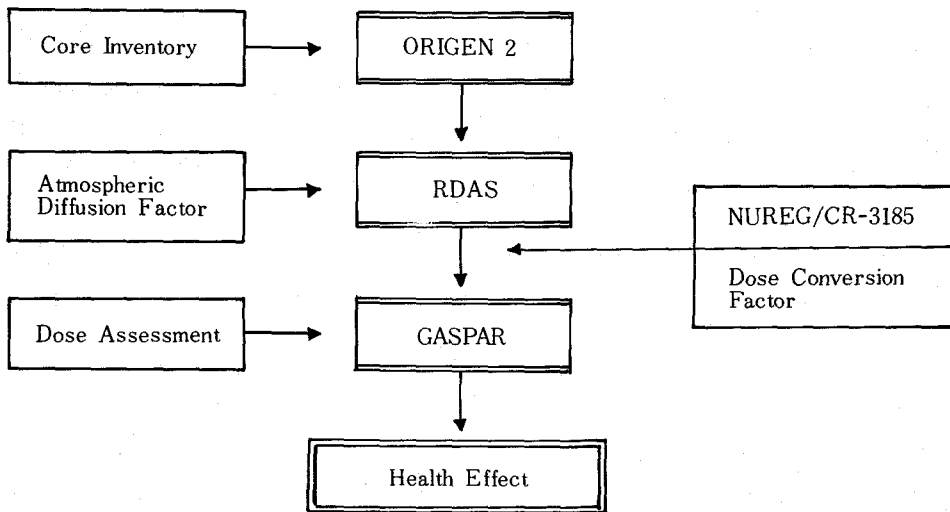 Core Inventory
ORIGEN 2
Atmospheric
Diffusion Factor
RDAS
NUREG/CR-3185
Dose Conversion
Factor
Dose Assessment
GASPAR
Health Effect